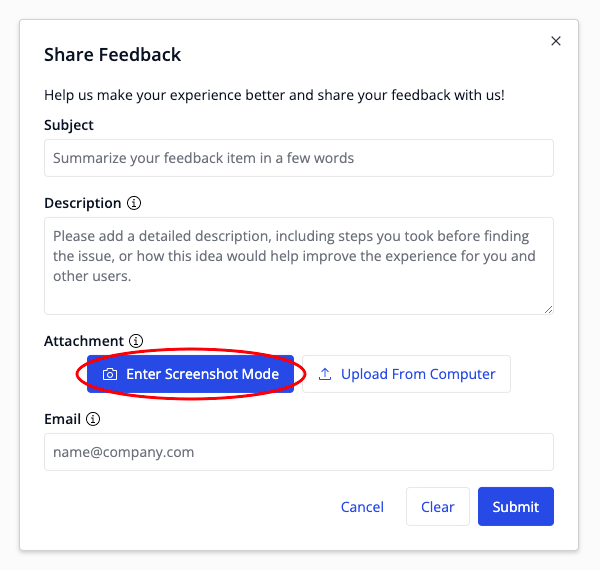 Share Feedback
Help us make your experience better and share your feedback with us!
Subject
Summarize your feedback item in a few words
Description
Please add a detailed description, including steps you took before finding
the issue, or how this idea would help improve the experience for you and
other users.
Attachment
Enter Screenshot Mode
Upload From Computer
Email
name@company.com
Cancel
Clear
Submit